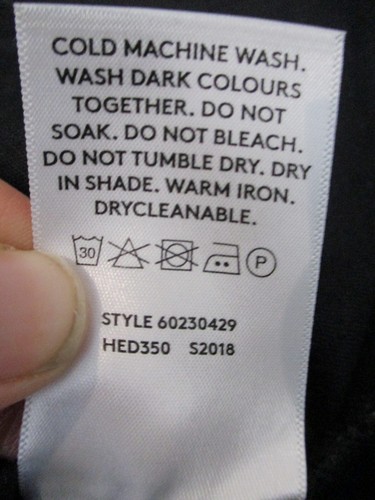 COLD MACHINE WASH.
WASH DARK COLOURS
TOGETHER. DO NOT
SOAK. DO NOT BLEACH.
DO NOT TUMBLE DRY. DRY
IN SHADE. WARM IRON.
DRYCLEANABLE.
30 P
STYLE 60230429
HED350 S2018